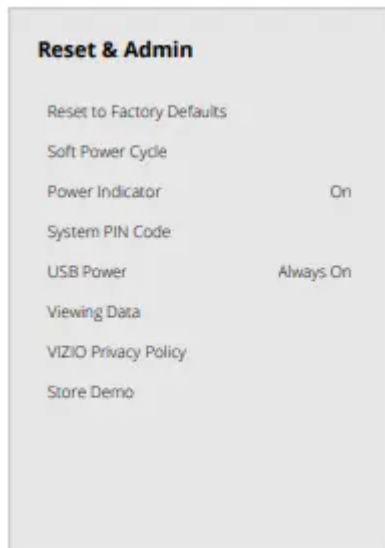 Reset & Admin
Reset to Factory Defaults
Soft Power Cycle
Power Indicator On
System PIN Code
USB Power Always On
Viewing Data
VIZIO Privacy Policy
Store Demo